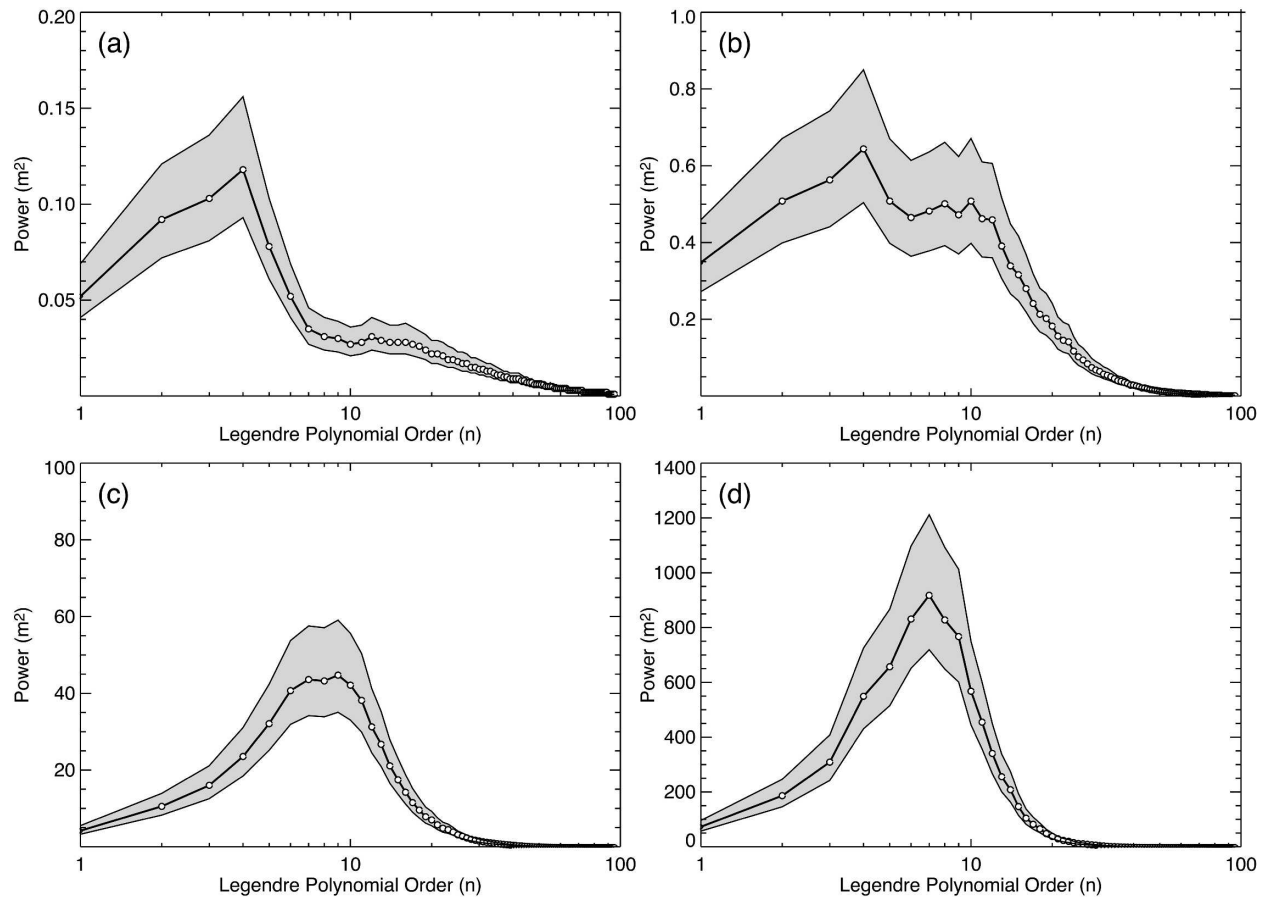 (a)
0.20
0.15
0.10
0.05
Power (m²)
1 10 100
Legendre Polynomial Order (n)
(b)
1.0
0.8
0.6
0.4
0.2
Power (m²)
1 10 100
Legendre Polynomial Order (n)
(c)
100
80
60
40
20
Power (m²)
1 10 100
Legendre Polynomial Order (n)
(d)
1400
1200
1000
800
600
400
200
0
Power (m²)
1 10 100
Legendre Polynomial Order (n)